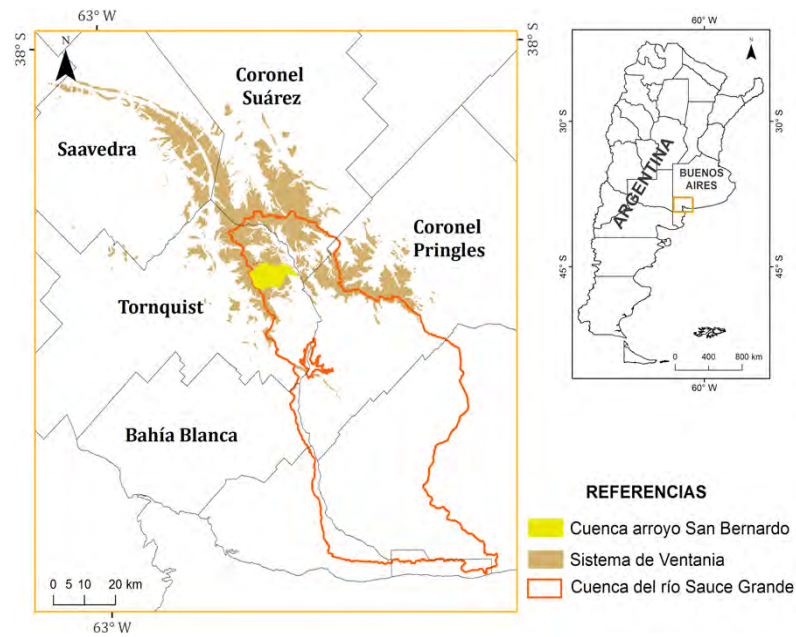 63° W
38° S
38° S
N
Coronel
Suárez
Saavedra
Coronel
Pringles
Tornquist
Bahía Blanca
0 5 10 20 km
63° W
60° W
N
30° S
30° S
ARGENTINA
BUENOS
AIRES
45° S
45° S
0 400 800 km
60° W
REFERENCIAS
Cuenca arroyo San Bernardo
Sistema de Ventania
Cuenca del río Sauce Grande